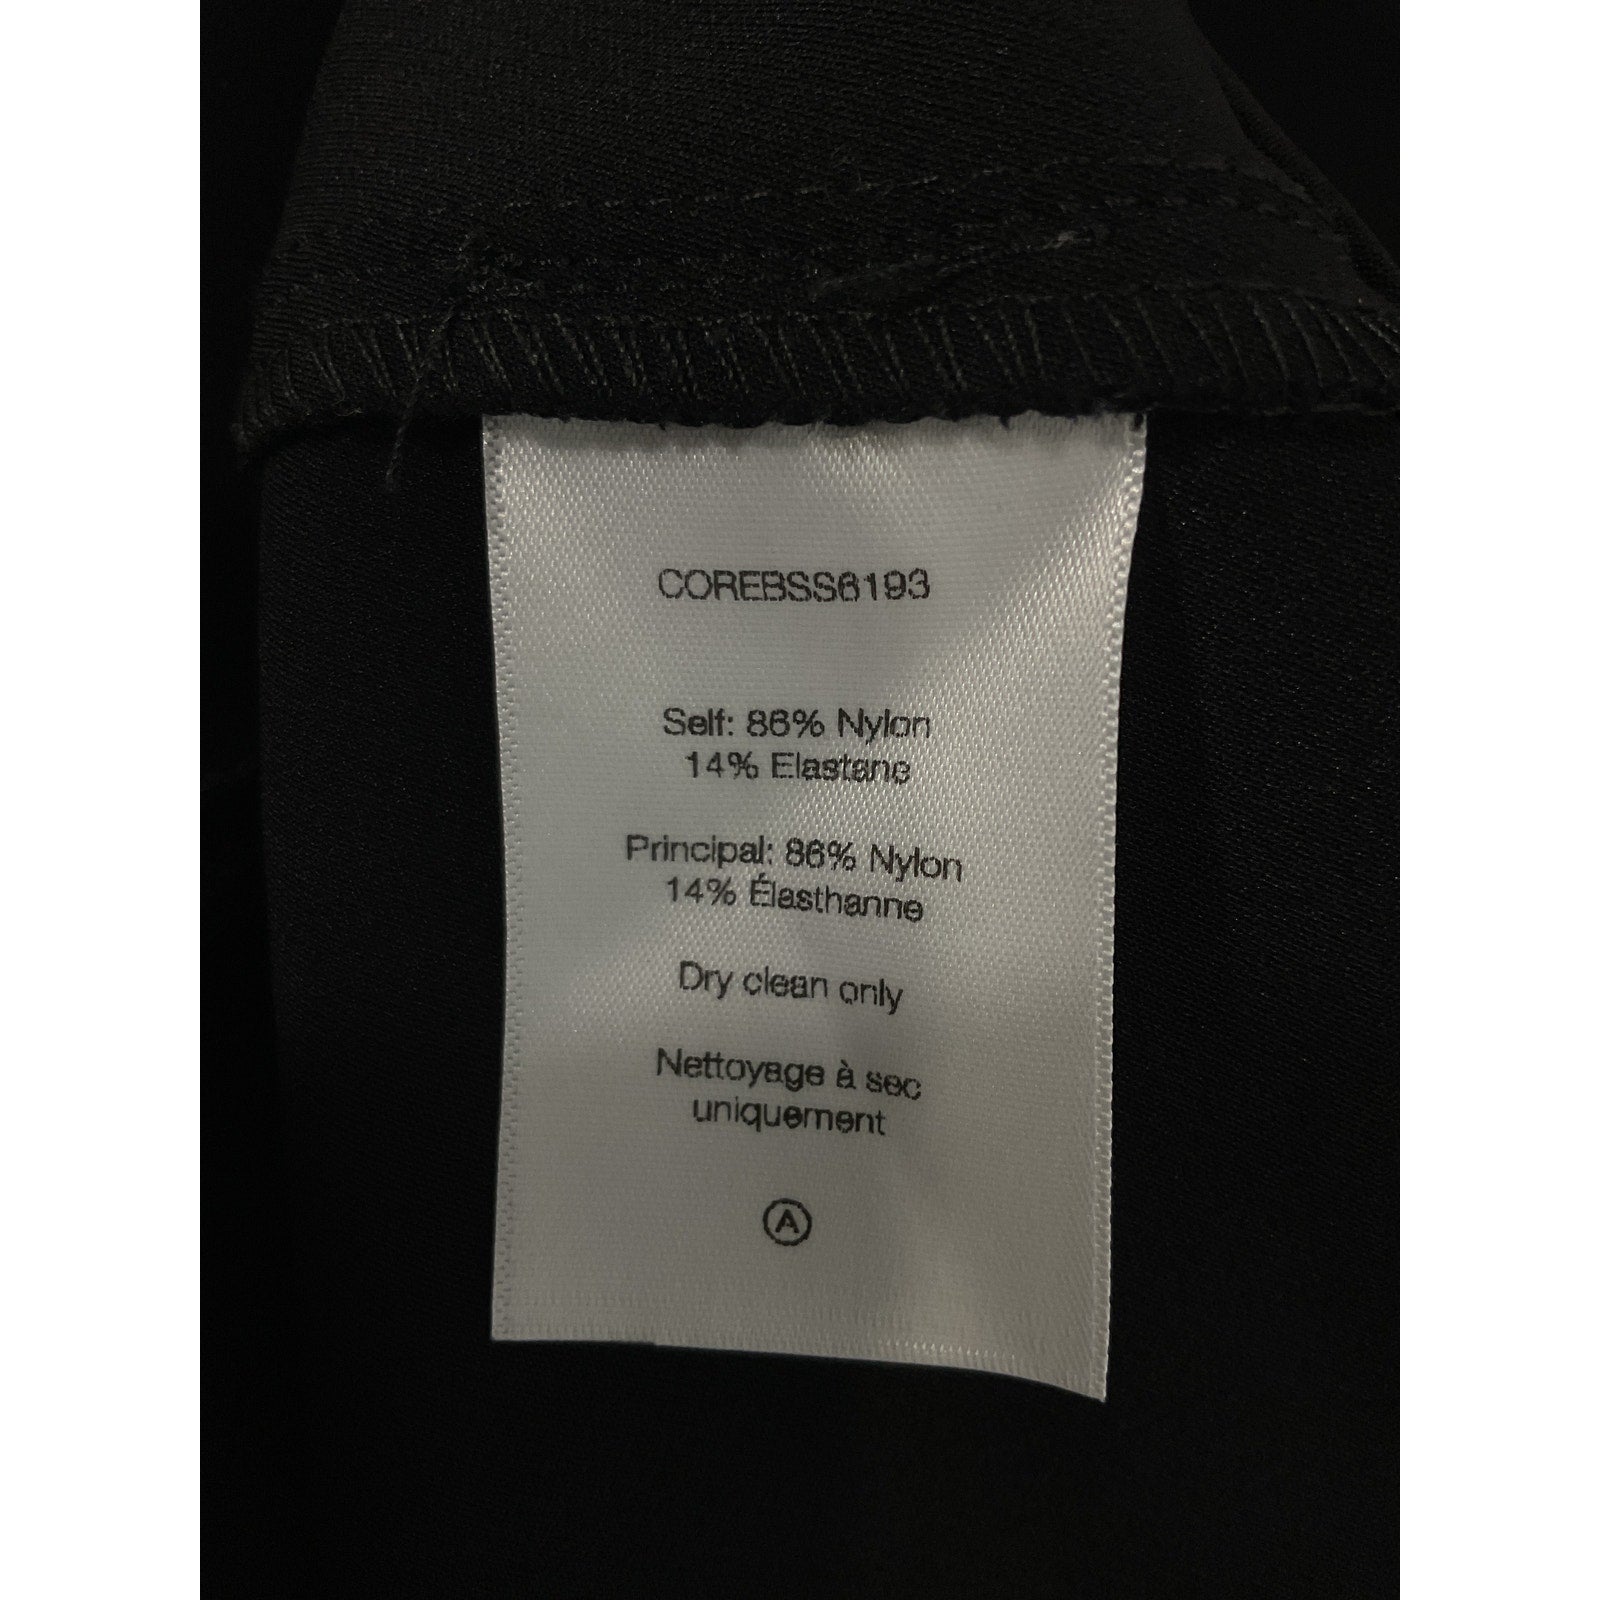 COREBSS6193
Self: 86% Nylon
14% Elastane
Principal: 86% Nylon
14% Élasthanne
Dry clean only
Nettoyage à sec
uniquement
A